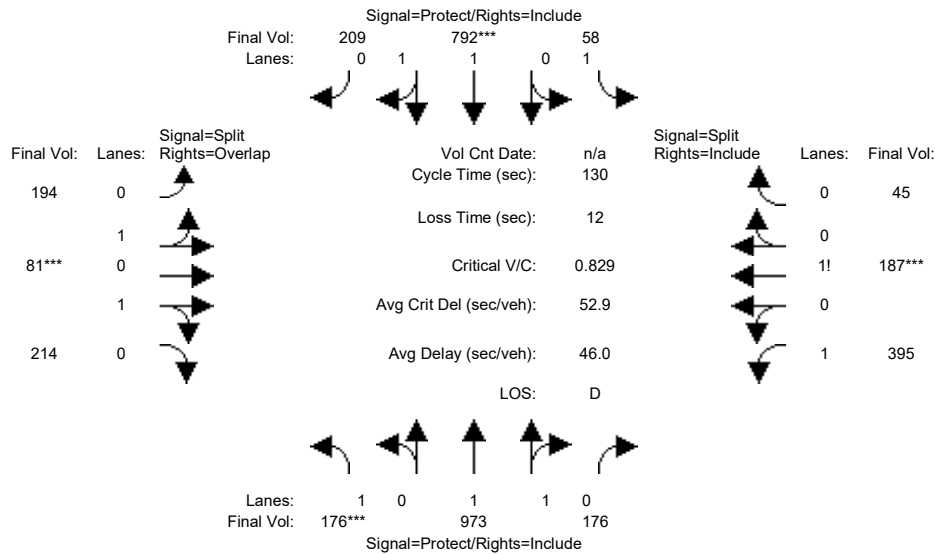 Signal=Protect/Rights=Include
Final Vol: 209 792*** 58
Lanes: 0 1 1 0 1
Signal=Split Signal=Split
Final Vol: Lanes: Rights=Overlap Vol Cnt Date: n/a Rights=Include Lanes: Final Vol:
Cycle Time (sec): 130
194 0 0 45
Loss Time (sec): 12
1 0
81*** 0 Critical V/C: 0.829 1! 187***
1 Avg Crit Del (sec/veh): 52.9 0
214 0 Avg Delay (sec/veh): 46.0 1 395
LOS: D
Lanes: 1 0 1 1 0
Final Vol: 176*** 973 176
Signal=Protect/Rights=Include